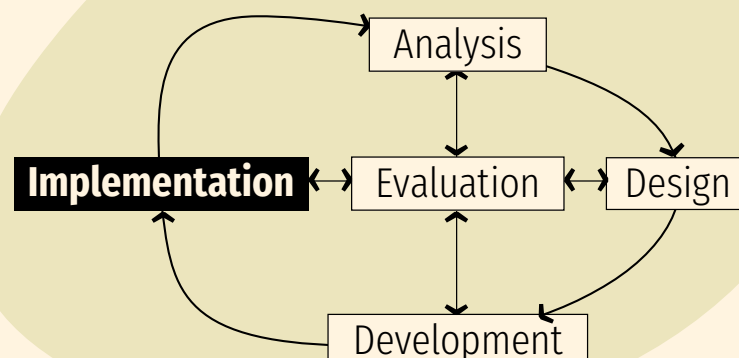 Analysis
Implementation
Evaluation
Design
Development